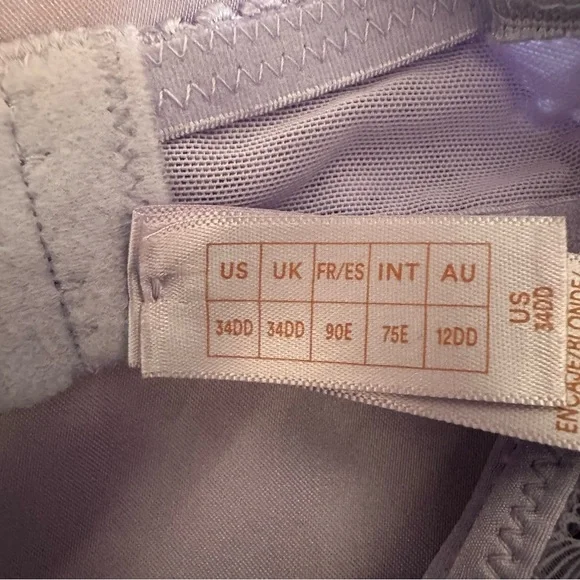 US UK FR/ES INT AU
34DD 34DD 90E 75E 12DD
US
34DD